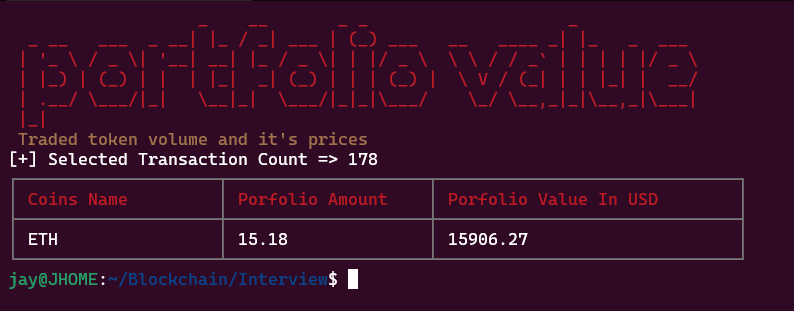 portfolio value
Traded token volume and it's prices
[+] Selected Transaction Count => 178
Coins Name Porfolio Amount Porfolio Value In USD
ETH 15.18 15906.27
jay@JHOME:~/Blockchain/Interview$